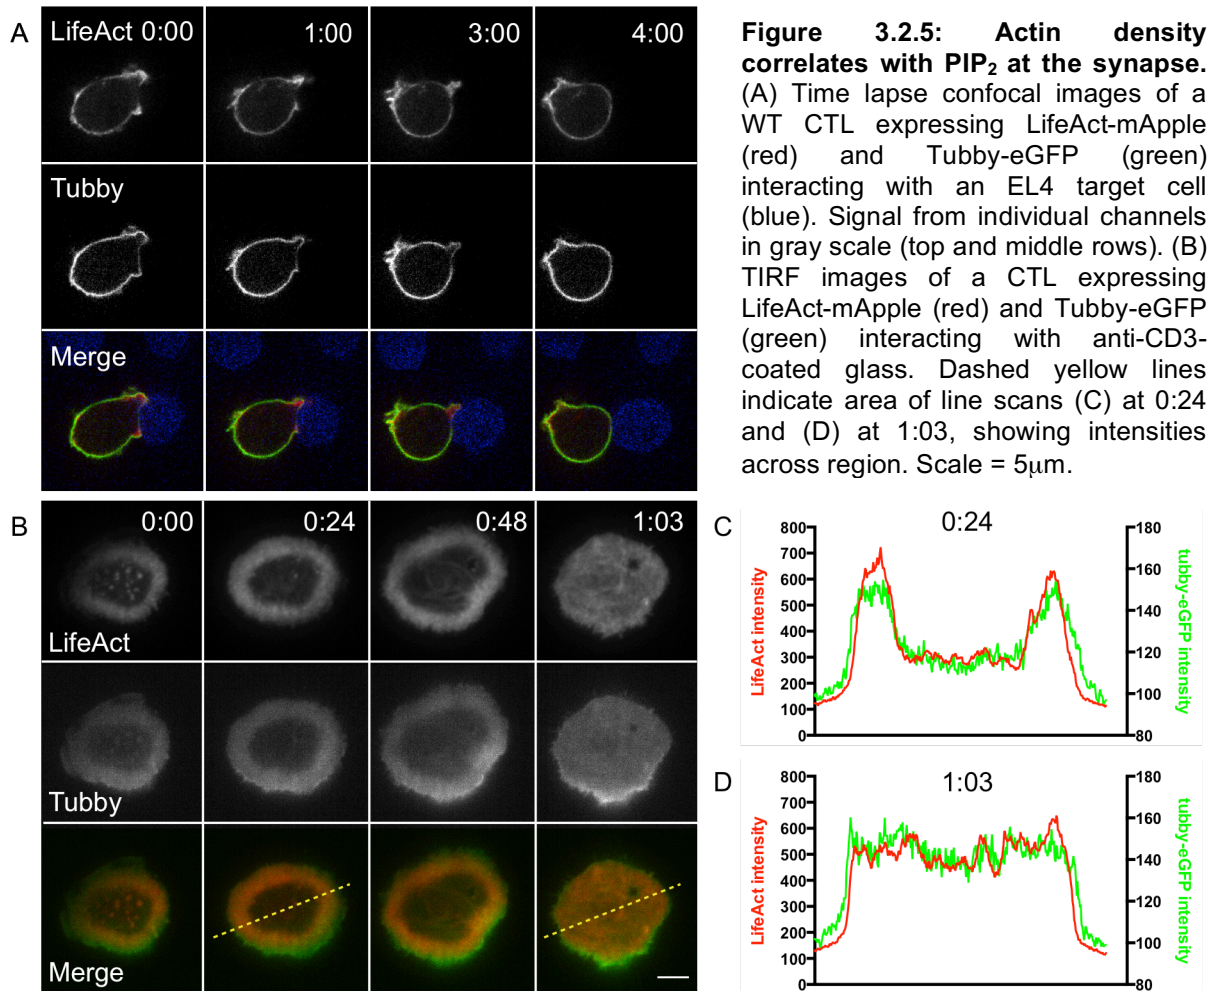 A
LifeAct 0:00
1:00
3:00
4:00
Tubby
Merge
Figure 3.2.5: Actin density
correlates with PIP2 at the synapse.
(A) Time lapse confocal images of a
WT CTL expressing LifeAct-mApple
(red) and Tubby-eGFP (green)
interacting with an EL4 target cell
(blue). Signal from individual channels
in gray scale (top and middle rows). (B)
TIRF images of a CTL expressing
LifeAct-mApple (red) and Tubby-eGFP
(green) interacting with anti-CD3-
coated glass. Dashed yellow lines
indicate area of line scans (C) at 0:24
and (D) at 1:03, showing intensities
across region. Scale = 5μm.
B
0:00
0:24
0:48
1:03
LifeAct
Tubby
Merge
C
0:24
800
700
600
500
400
300
200
100
0
LifeAct intensity
180
160
140
120
100
80
tubby-eGFP intensity
D
1:03
800
700
600
500
400
300
200
100
0
LifeAct intensity
180
160
140
120
100
80
tubby-eGFP intensity